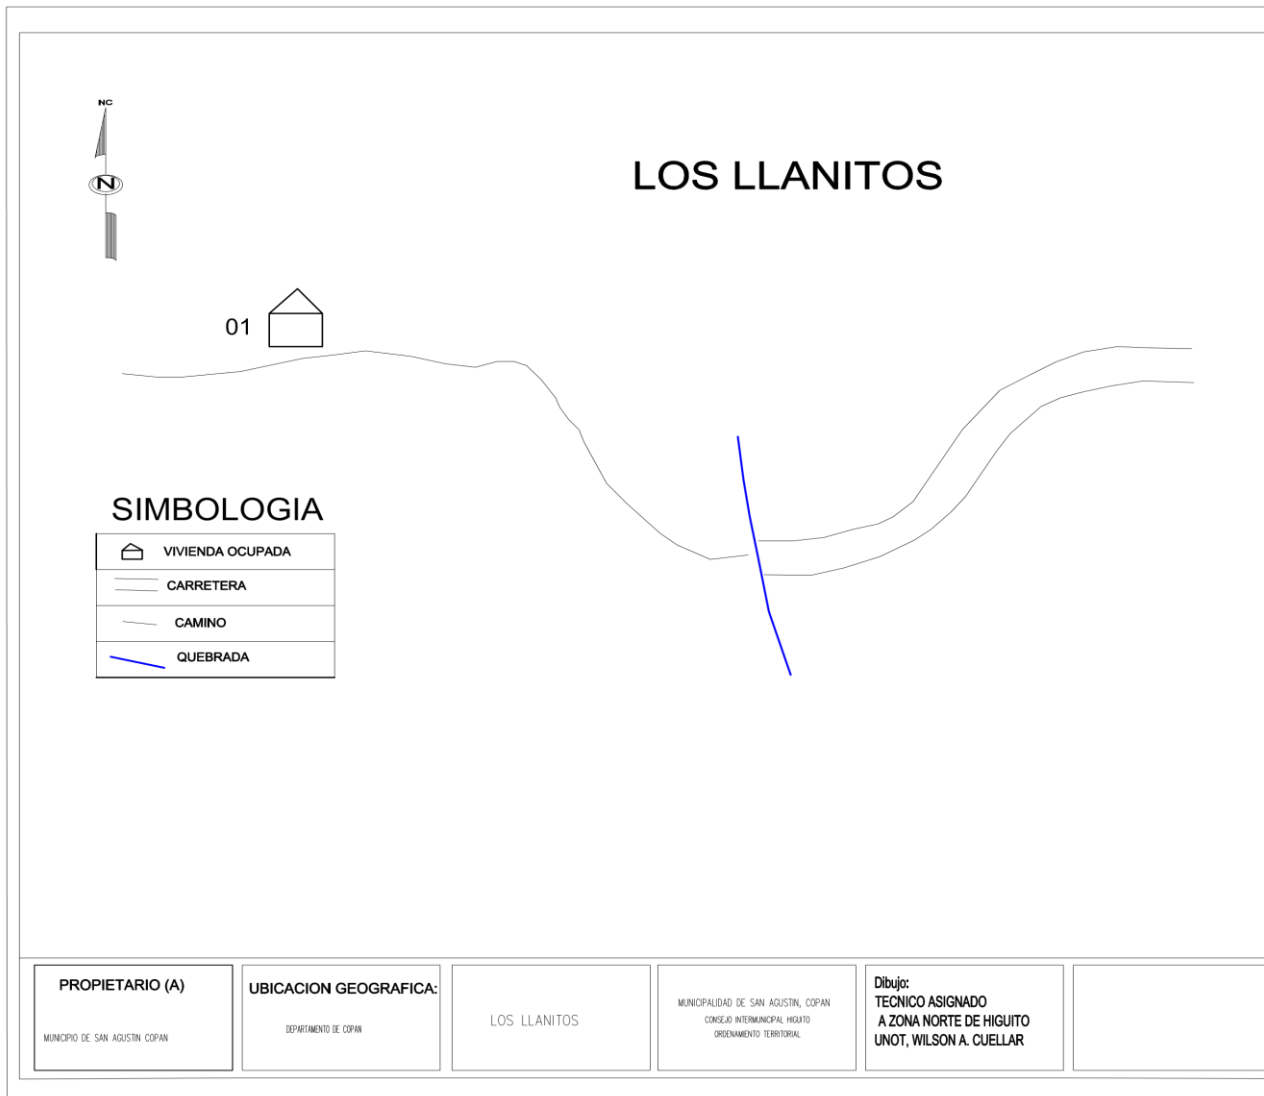 NC
N
LOS LLANITOS
01
SIMBOLOGIA
VIVIENDA OCUPADA
CARRETERA
CAMINO
QUEBRADA
PROPIETARIO (A)
MUNICIPIO DE SAN AGUSTIN COPAN
UBICACION GEOGRAFICA:
DEPARTAMENTO DE COPAN
LOS LLANITOS
MUNICIPALIDAD DE SAN AGUSTIN, COPAN
CONSEJO INTERMUNICIPAL HIGUITO
ORDENAMIENTO TERRITORIAL
Dibujo:
TECNICO ASIGNADO
A ZONA NORTE DE HIGUITO
UNOT, WILSON A. CUELLAR